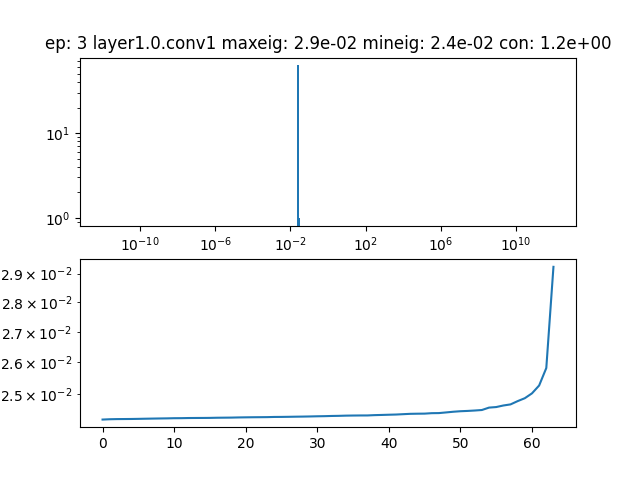 ep: 3 layer1.0.conv1 maxeig: 2.9e-02 mineig: 2.4e-02 con: 1.2e+00
10¹
10⁰
10⁻¹⁰ 10⁻⁶ 10⁻² 10² 10⁶ 10¹⁰
2.9 × 10⁻²
2.8 × 10⁻²
2.7 × 10⁻²
2.6 × 10⁻²
2.5 × 10⁻²
0 10 20 30 40 50 60